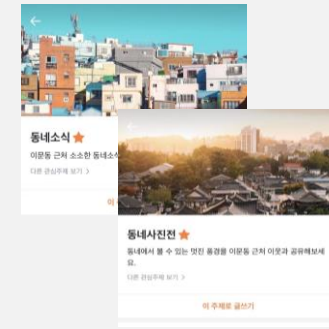 동네소식
이문동 근처 소소한 동네소식
다른 관심주제 보기 >
이
동네사진전
동네에서 볼 수 있는 멋진 풍경을 이문동 근처 이웃과 공유해보세
요.
다른 관심주제 보기 >
이 주제로 글쓰기